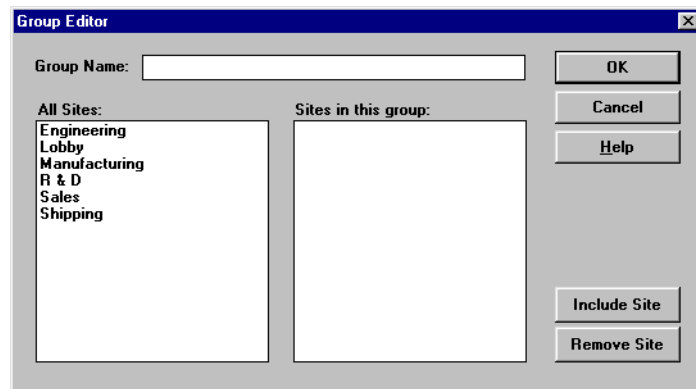 Group Editor
Group Name:
OK
All Sites:
Sites in this group:
Cancel
Engineering
Lobby
Manufacturing
R & D
Sales
Shipping
Help
Include Site
Remove Site